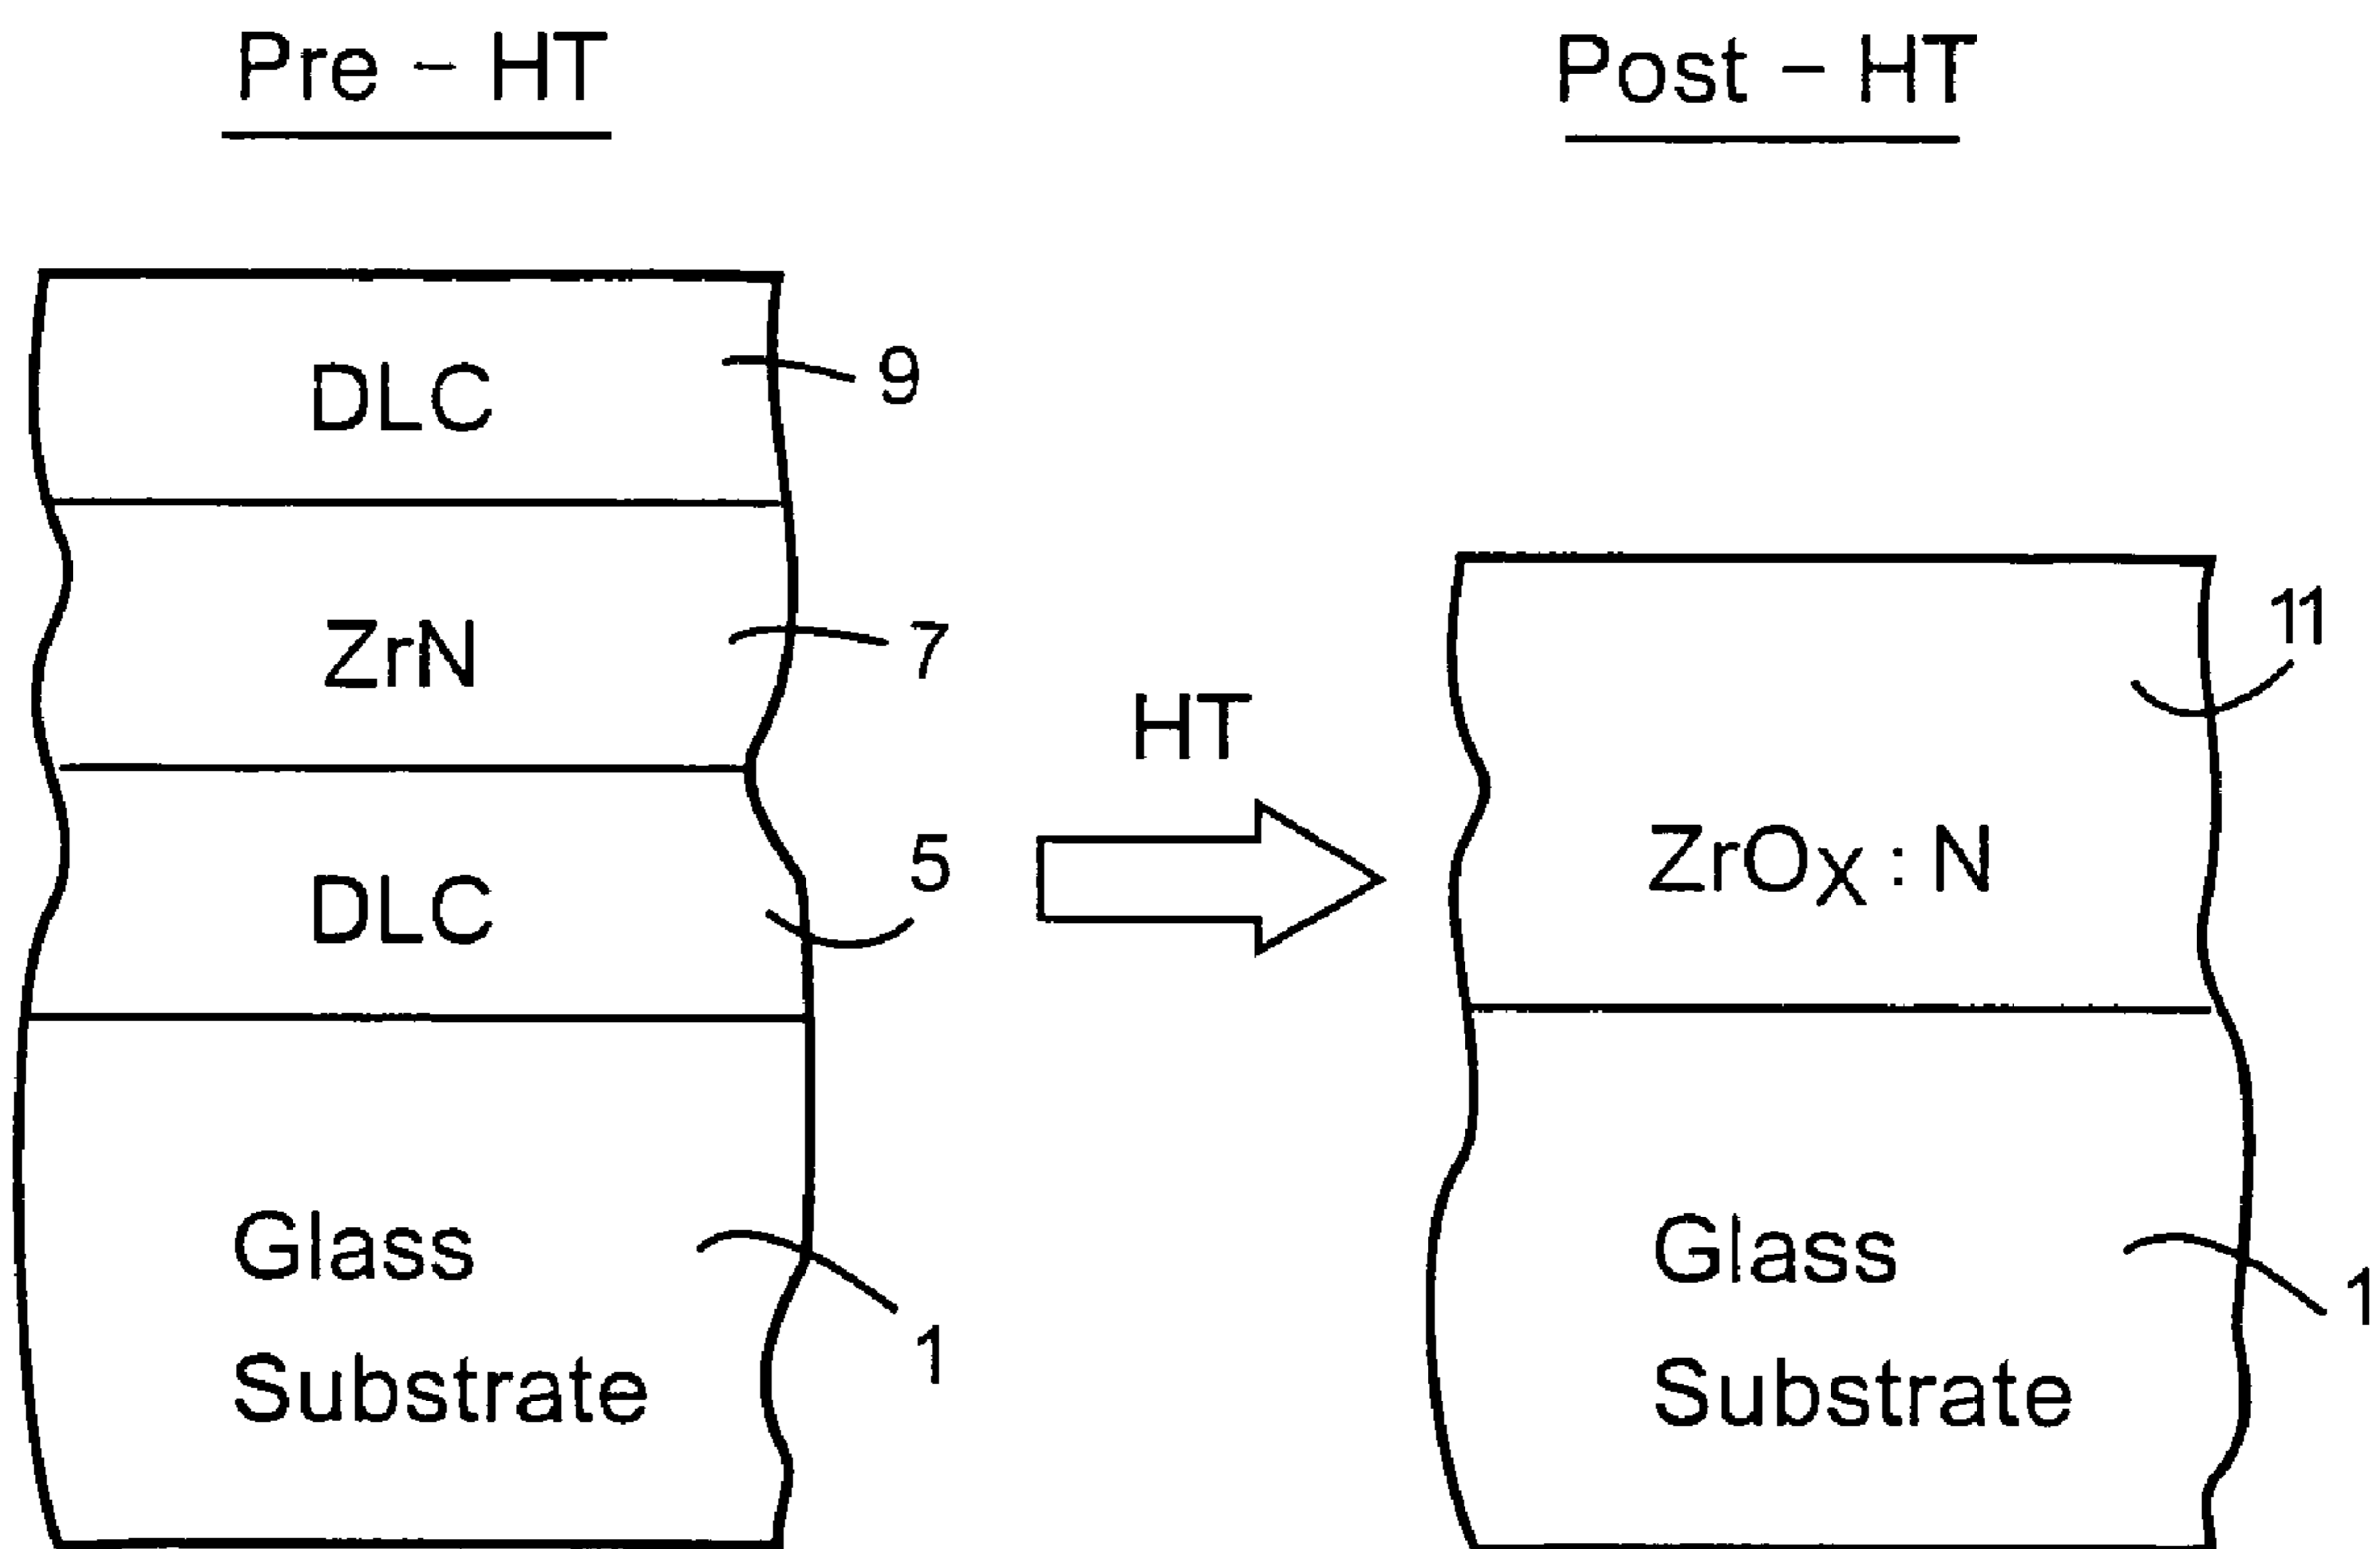 Pre – HT
DLC
9
ZrN
7
DLC
5
Glass
Substrate
1
HT
Post – HT
11
ZrOx : N
Glass
Substrate
1